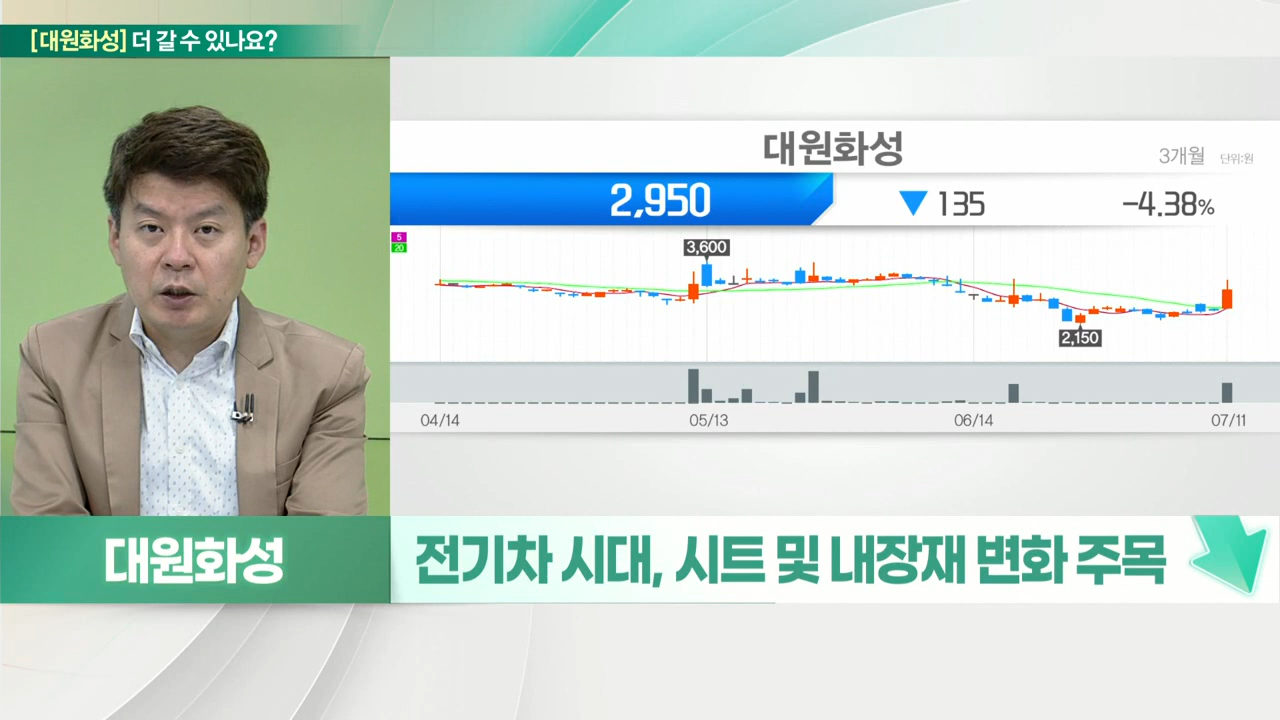 [대원화성] 더 갈 수 있나요?
대원화성
3개월 단위:원
2,950 ▼ 135 -4.38%
5
20
3,600
2,150
04/14 05/13 06/14 07/11
대원화성
전기차 시대, 시트 및 내장재 변화 주목